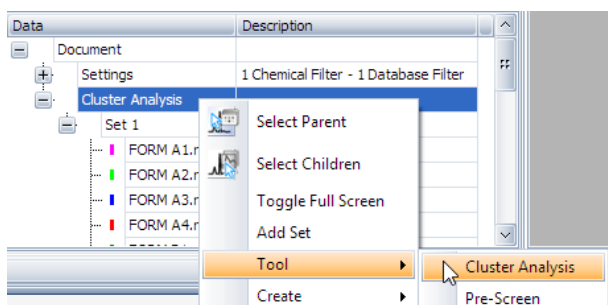 Data Description
Document
Settings 1 Chemical Filter - 1 Database Filter
Cluster Analysis
Set 1
Select Parent
FORM A1.r
FORM A2.r
Select Children
FORM A3.r
Toggle Full Screen
FORM A4.r
Add Set
Tool
Cluster Analysis
Create
Pre-Screen